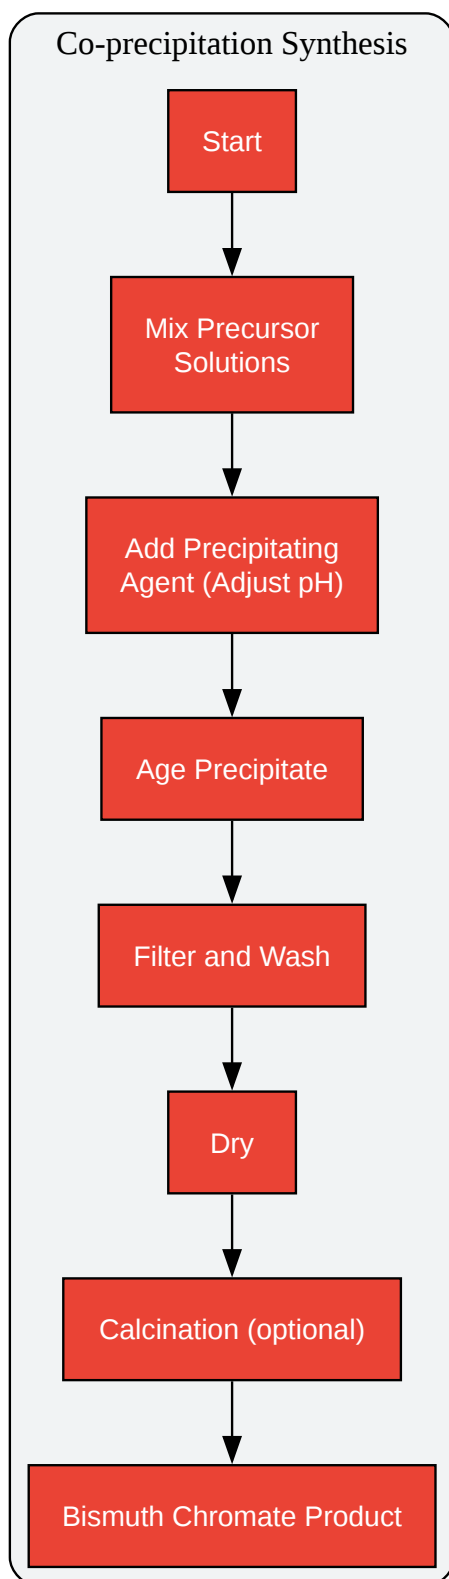 Co-precipitation Synthesis
Start
Mix Precursor
Solutions
Add Precipitating
Agent (Adjust pH)
Age Precipitate
Filter and Wash
Dry
Calcination (optional)
Bismuth Chromate Product